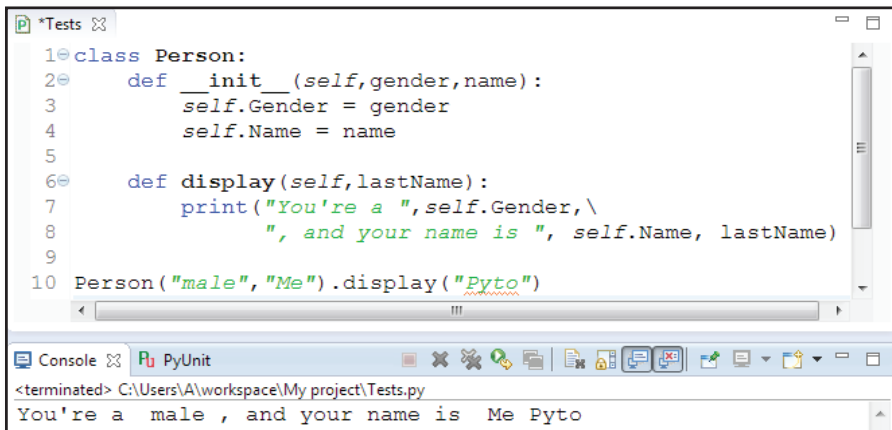 *Tests
1 class Person:
2     def __init__(self,gender,name):
3         self.Gender = gender
4         self.Name = name
5
6     def display(self,lastName):
7         print("You're a ",self.Gender,\
8               ", and your name is ", self.Name, lastName)
9
10 Person("male","Me").display("Pyto")
Console PyUnit
<terminated> C:\Users\A\workspace\My project\Tests.py
You're a  male , and your name is  Me Pyto